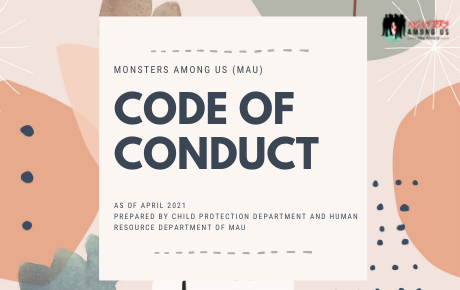 MONSTERS
AMONG US
MONSTERS AMONG US (MAU)
CODE OF
CONDUCT
AS OF APRIL 2021
PREPARED BY CHILD PROTECTION DEPARTMENT AND HUMAN
RESOURCE DEPARTMENT OF MAU